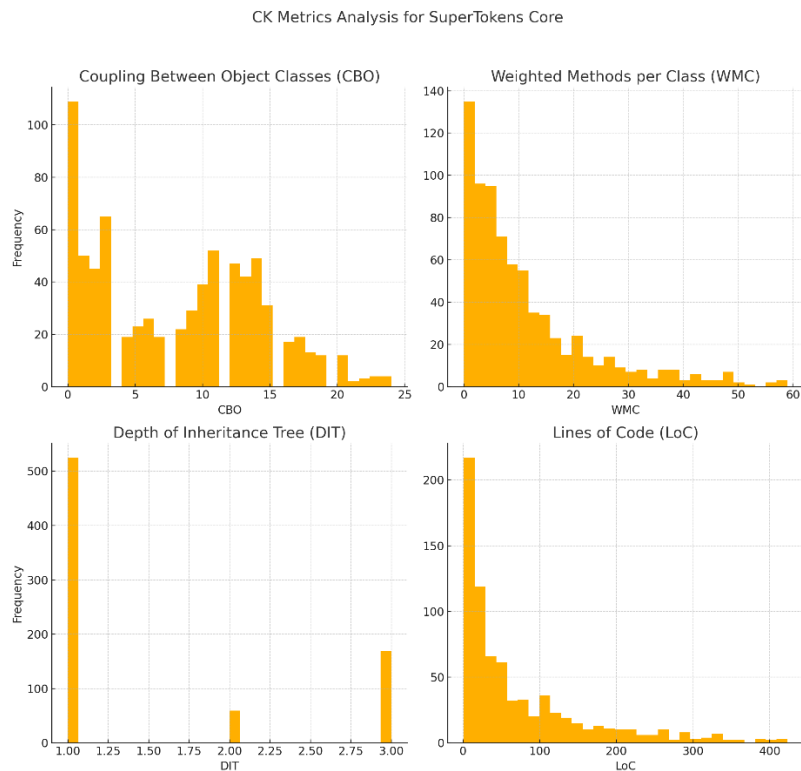 CK Metrics Analysis for SuperTokens Core
Coupling Between Object Classes (CBO)
Frequency
100
80
60
40
20
0
0 5 10 15 20 25
CBO
Weighted Methods per Class (WMC)
140
120
100
80
60
40
20
0
0 10 20 30 40 50 60
WMC
Depth of Inheritance Tree (DIT)
Frequency
500
400
300
200
100
0
1.00 1.25 1.50 1.75 2.00 2.25 2.50 2.75 3.00
DIT
Lines of Code (LoC)
200
150
100
50
0
0 100 200 300 400
LoC